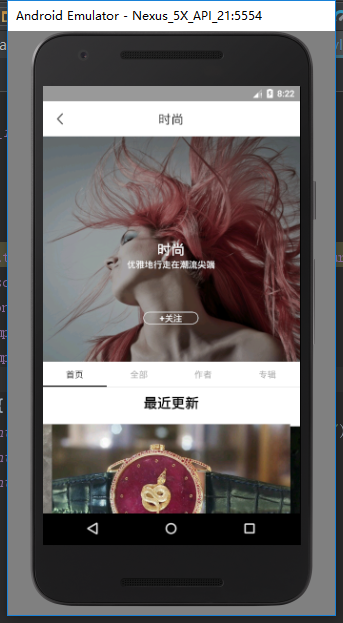 Android Emulator - Nexus_5X_API_21:5554
8:22
时尚
时尚
优雅地行走在潮流尖端
+关注
首页
全部
作者
专辑
最近更新